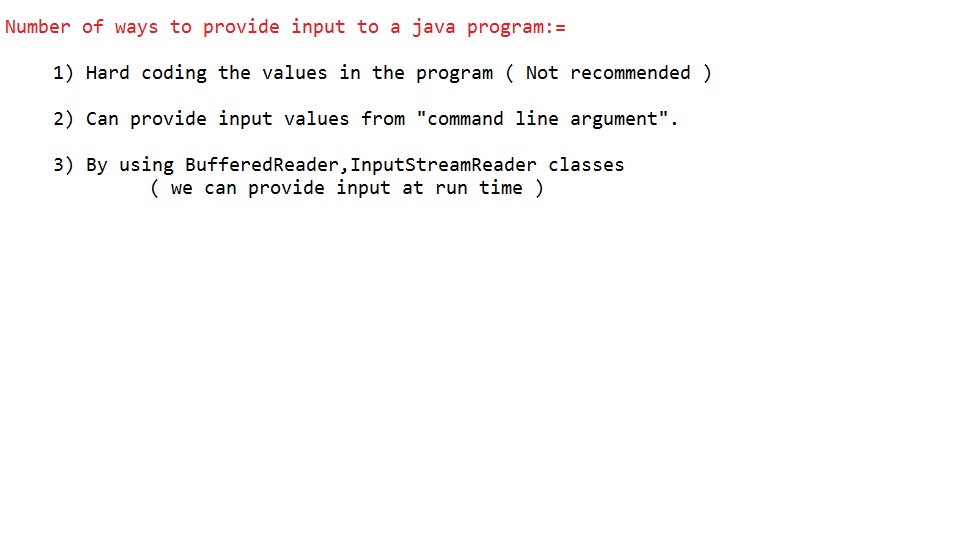 Number of ways to provide input to a java program:=
1) Hard coding the values in the program ( Not recommended )
2) Can provide input values from "command line argument".
3) By using BufferedReader,InputStreamReader classes
( we can provide input at run time )